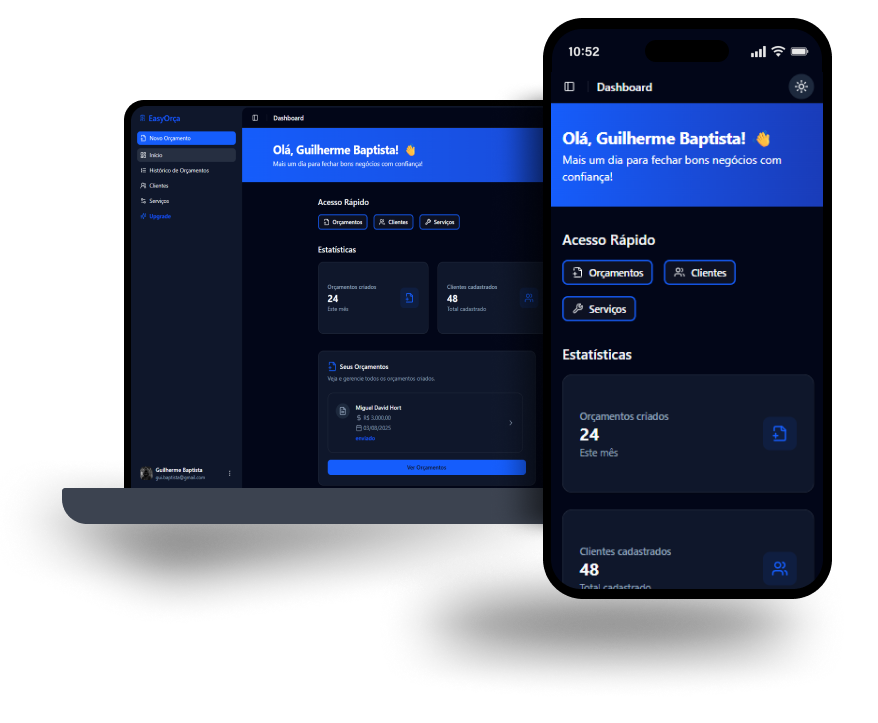 EasyOrça
Novo Orçamento
Início
Histórico de Orçamentos
Clientes
Serviços
Upgrade
Guilherme Baptista
gui.baptista@gmail.com
Dashboard
Olá, Guilherme Baptista! 👋
Mais um dia para fechar bons negócios com confiança!
Acesso Rápido
Orçamentos
Clientes
Serviços
Estatísticas
Orçamentos criados
24
Este mês
Clientes cadastrados
48
Total cadastrado
Seus Orçamentos
Veja e gerencie todos os orçamentos criados.
Miguel David Hort
R$ 3,000.00
03/08/2025
enviado
Ver Orçamentos
10:52
Dashboard
Olá, Guilherme Baptista! 👋
Mais um dia para fechar bons negócios com
confiança!
Acesso Rápido
Orçamentos
Clientes
Serviços
Estatísticas
Orçamentos criados
24
Este mês
Clientes cadastrados
48
Total cadastrado